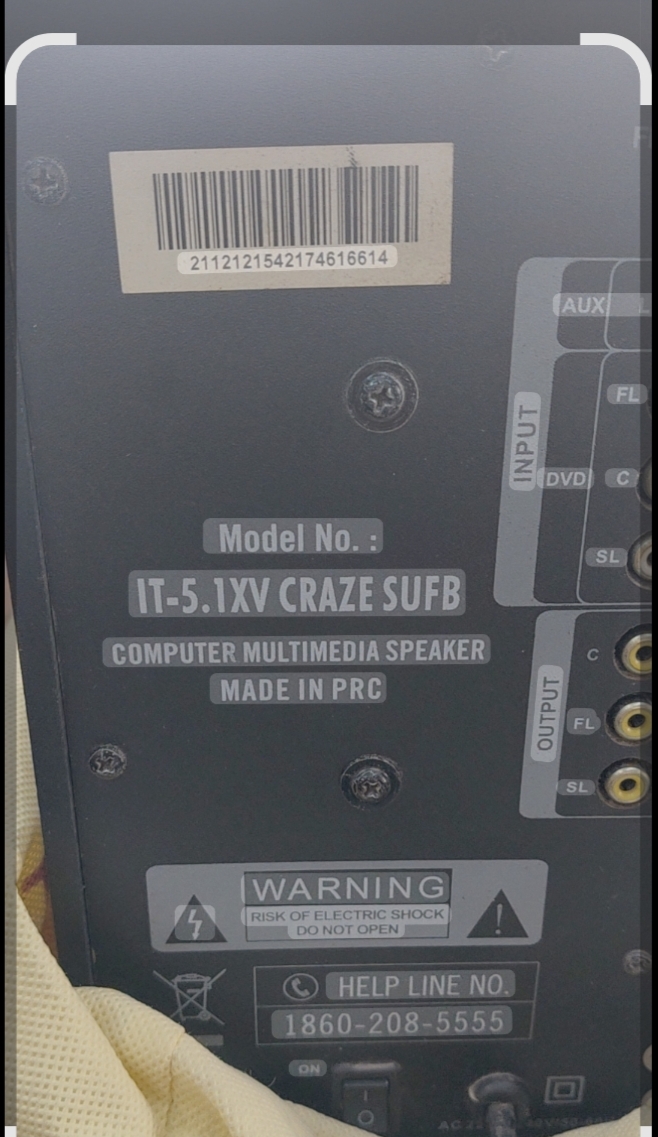 2112121542174616614
AUX L
FL
INPUT
DVD C
SL
Model No. :
IT-5.1XV CRAZE SUFB
COMPUTER MULTIMEDIA SPEAKER
MADE IN PRC
OUTPUT
C
FL
SL
WARNING
RISK OF ELECTRIC SHOCK
DO NOT OPEN
HELP LINE NO.
1860-208-5555
ON
I
O